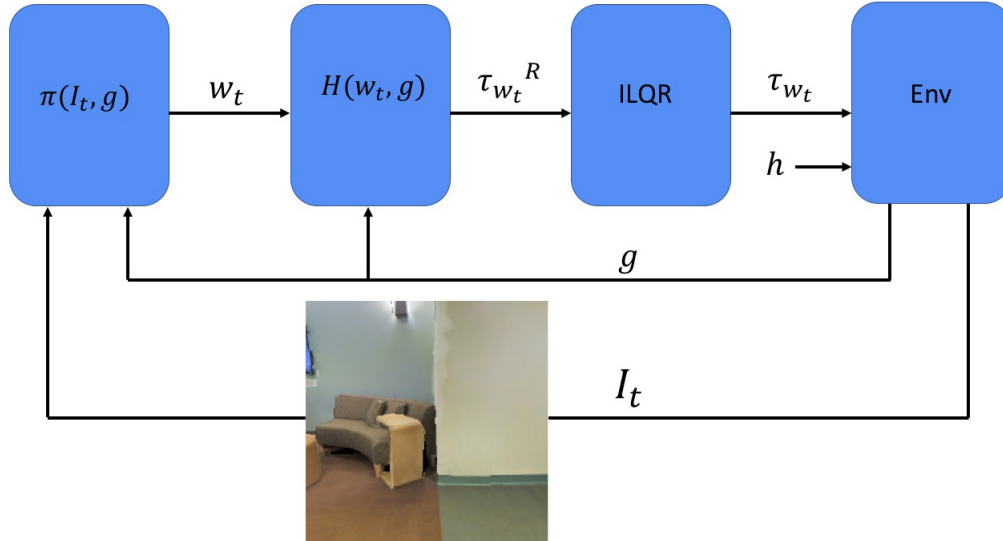 π(I_t, g)
w_t
H(w_t, g)
τ_{w_t}^R
ILQR
τ_{w_t}
Env
h
g
I_t